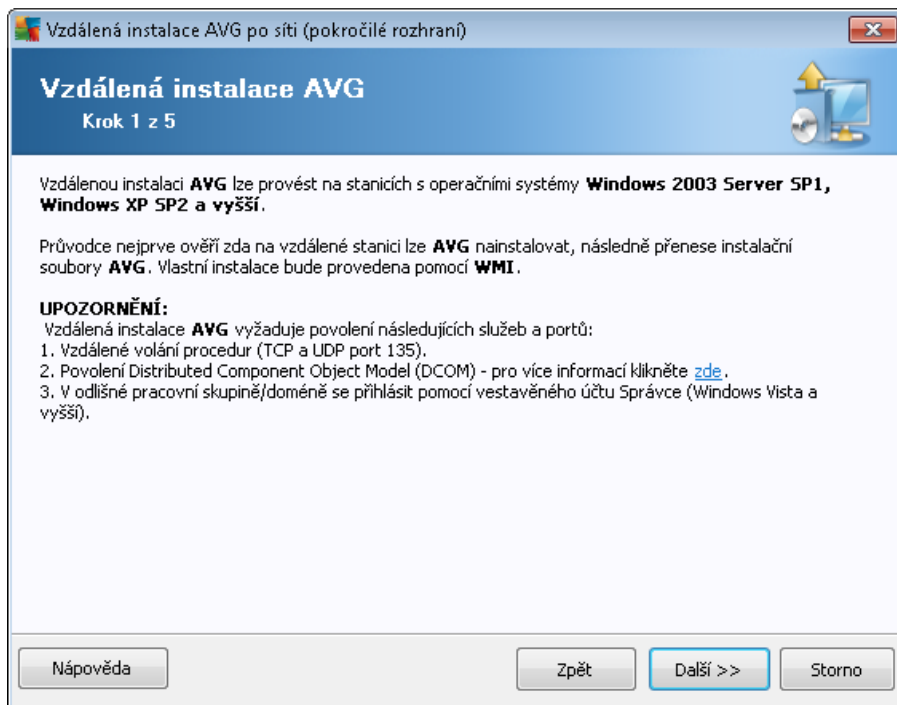 Vzdálená instalace AVG po síti (pokročilé rozhraní)
Vzdálená instalace AVG
Krok 1 z 5
Vzdálenou instalaci AVG lze provést na stanicích s operačními systémy Windows 2003 Server SP1,
Windows XP SP2 a vyšší.
Průvodce nejprve ověří zda na vzdálené stanici lze AVG nainstalovat, následně přenese instalační
soubory AVG. Vlastní instalace bude provedena pomocí WMI.
UPOZORNĚNÍ:
Vzdálená instalace AVG vyžaduje povolení následujících služeb a portů:
1. Vzdálené volání procedur (TCP a UDP port 135).
2. Povolení Distributed Component Object Model (DCOM) - pro více informací klikněte zde.
3. V odlišné pracovní skupině/doméně se přihlásit pomocí vestavěného účtu Správce (Windows Vista a
vyšší).
Nápověda
Zpět
Další >>
Storno